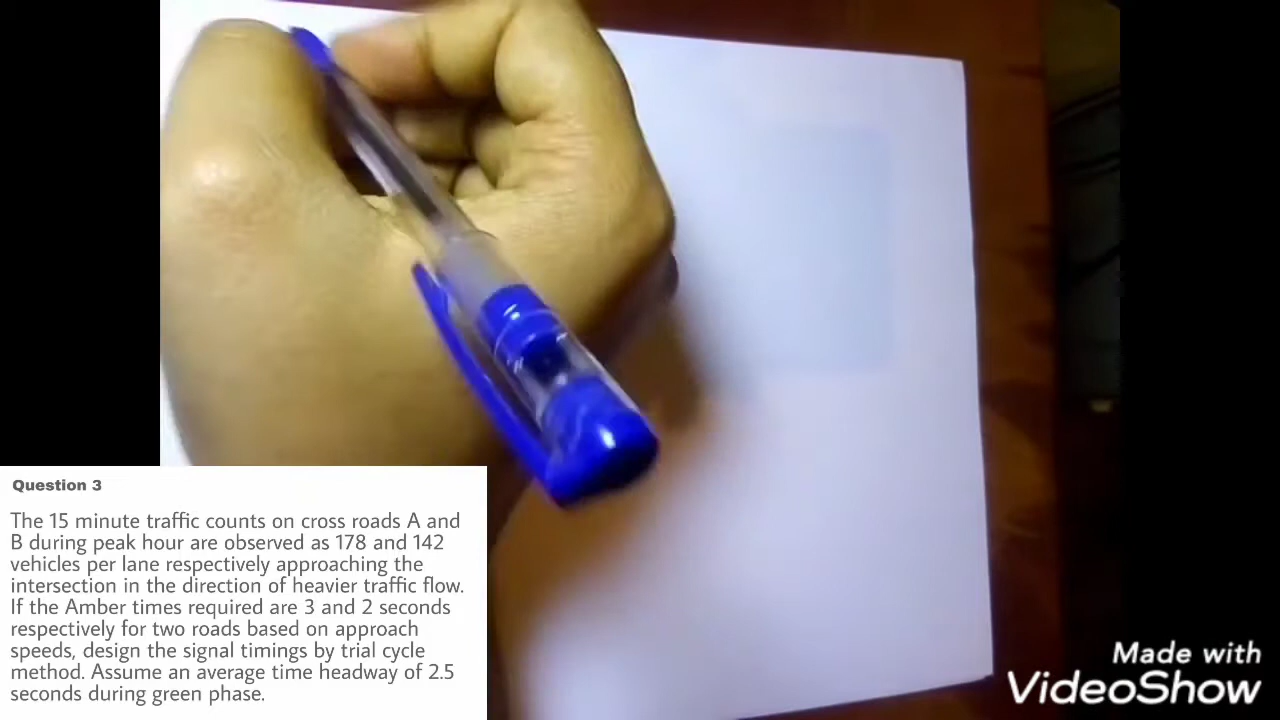 Question 3
The 15 minute traffic counts on cross roads A and
B during peak hour are observed as 178 and 142
vehicles per lane respectively approaching the
intersection in the direction of heavier traffic flow.
If the Amber times required are 3 and 2 seconds
respectively for two roads based on approach
speeds, design the signal timings by trial cycle
method. Assume an average time headway of 2.5
seconds during green phase.
Made with
VideoShow